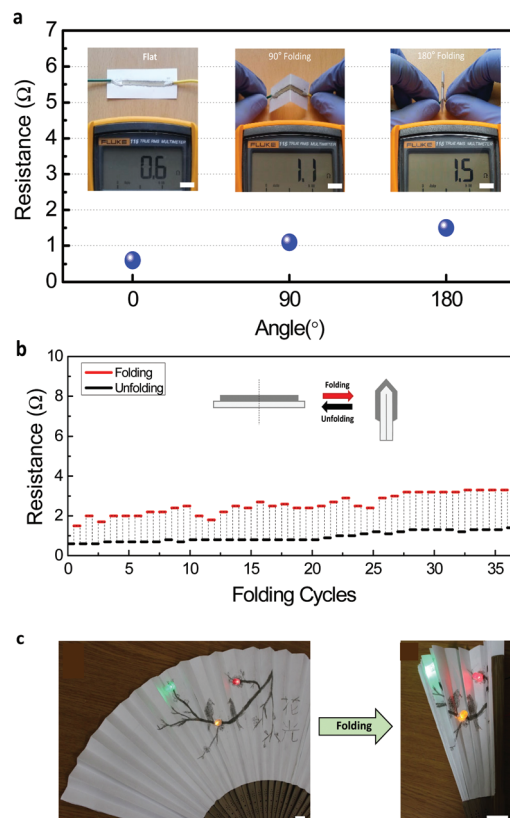 a
7
6
5
4
3
2
1
0
Resistance (Ω)
Flat
90° Folding
180° Folding
FLUKE 116 TRUE RMS MULTIMETER
FLUKE 116 TRUE RMS MULTIMETER
FLUKE 116 TRUE RMS MULTIMETER
0.6
1.1
1.5
0 90 180
Angle(°)
b
10
8
6
4
2
0
Resistance (Ω)
Folding
Unfolding
Folding
Unfolding
0 5 10 15 20 25 30 35
Folding Cycles
c
Folding